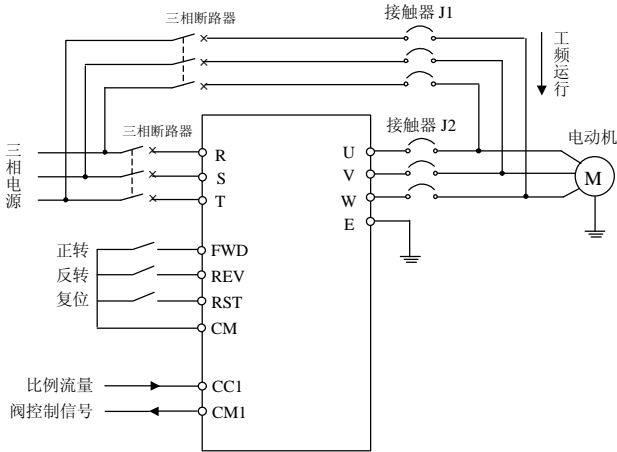 三相断路器
接触器 J1
工频运行
三相断路器
接触器 J2
电动机
三相电源
R
U
S
V
M
T
W
E
正转
FWD
反转
REV
复位
RST
CM
比例流量
CC1
阀控制信号
CM1